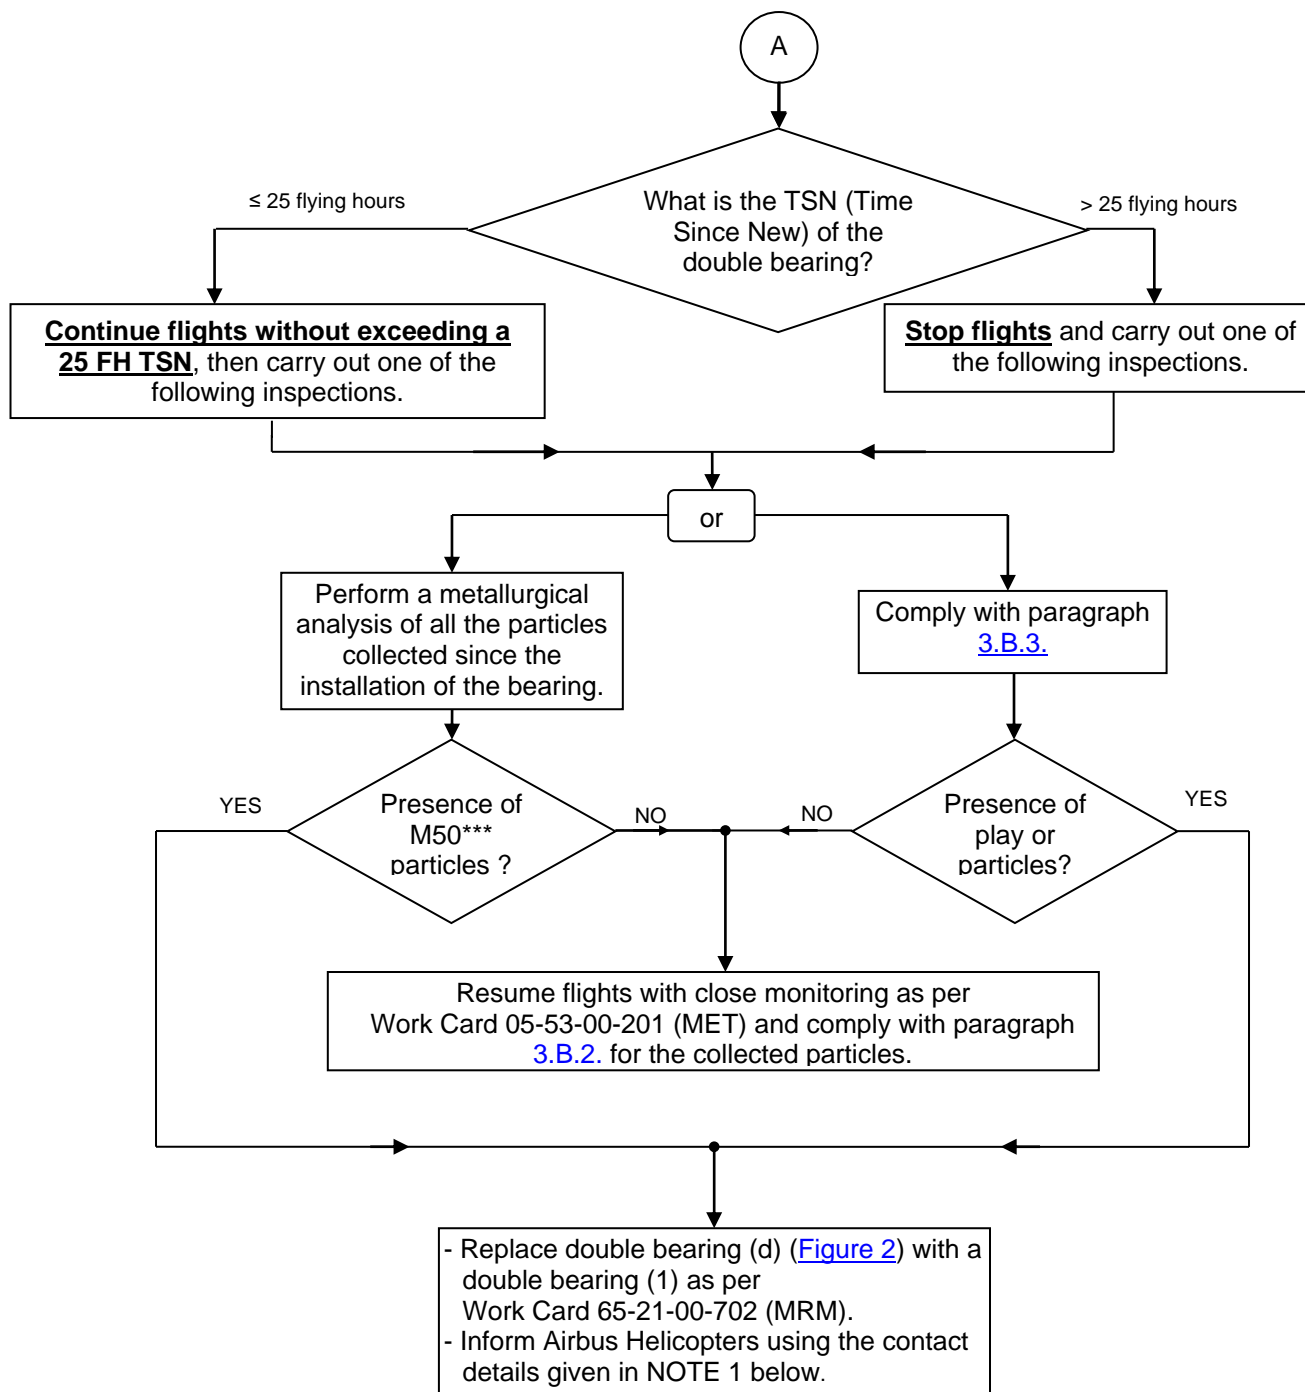 A
What is the TSN (Time
Since New) of the
double bearing?
≤ 25 flying hours
> 25 flying hours
Continue flights without exceeding a
25 FH TSN, then carry out one of the
following inspections.
Stop flights and carry out one of
the following inspections.
or
Perform a metallurgical
analysis of all the particles
collected since the
installation of the bearing.
Comply with paragraph
3.B.3.
YES
Presence of
M50***
particles ?
NO
NO
Presence of
play or
particles?
YES
Resume flights with close monitoring as per
Work Card 05-53-00-201 (MET) and comply with paragraph
3.B.2. for the collected particles.
- Replace double bearing (d) (Figure 2) with a
double bearing (1) as per
Work Card 65-21-00-702 (MRM).
- Inform Airbus Helicopters using the contact
details given in NOTE 1 below.